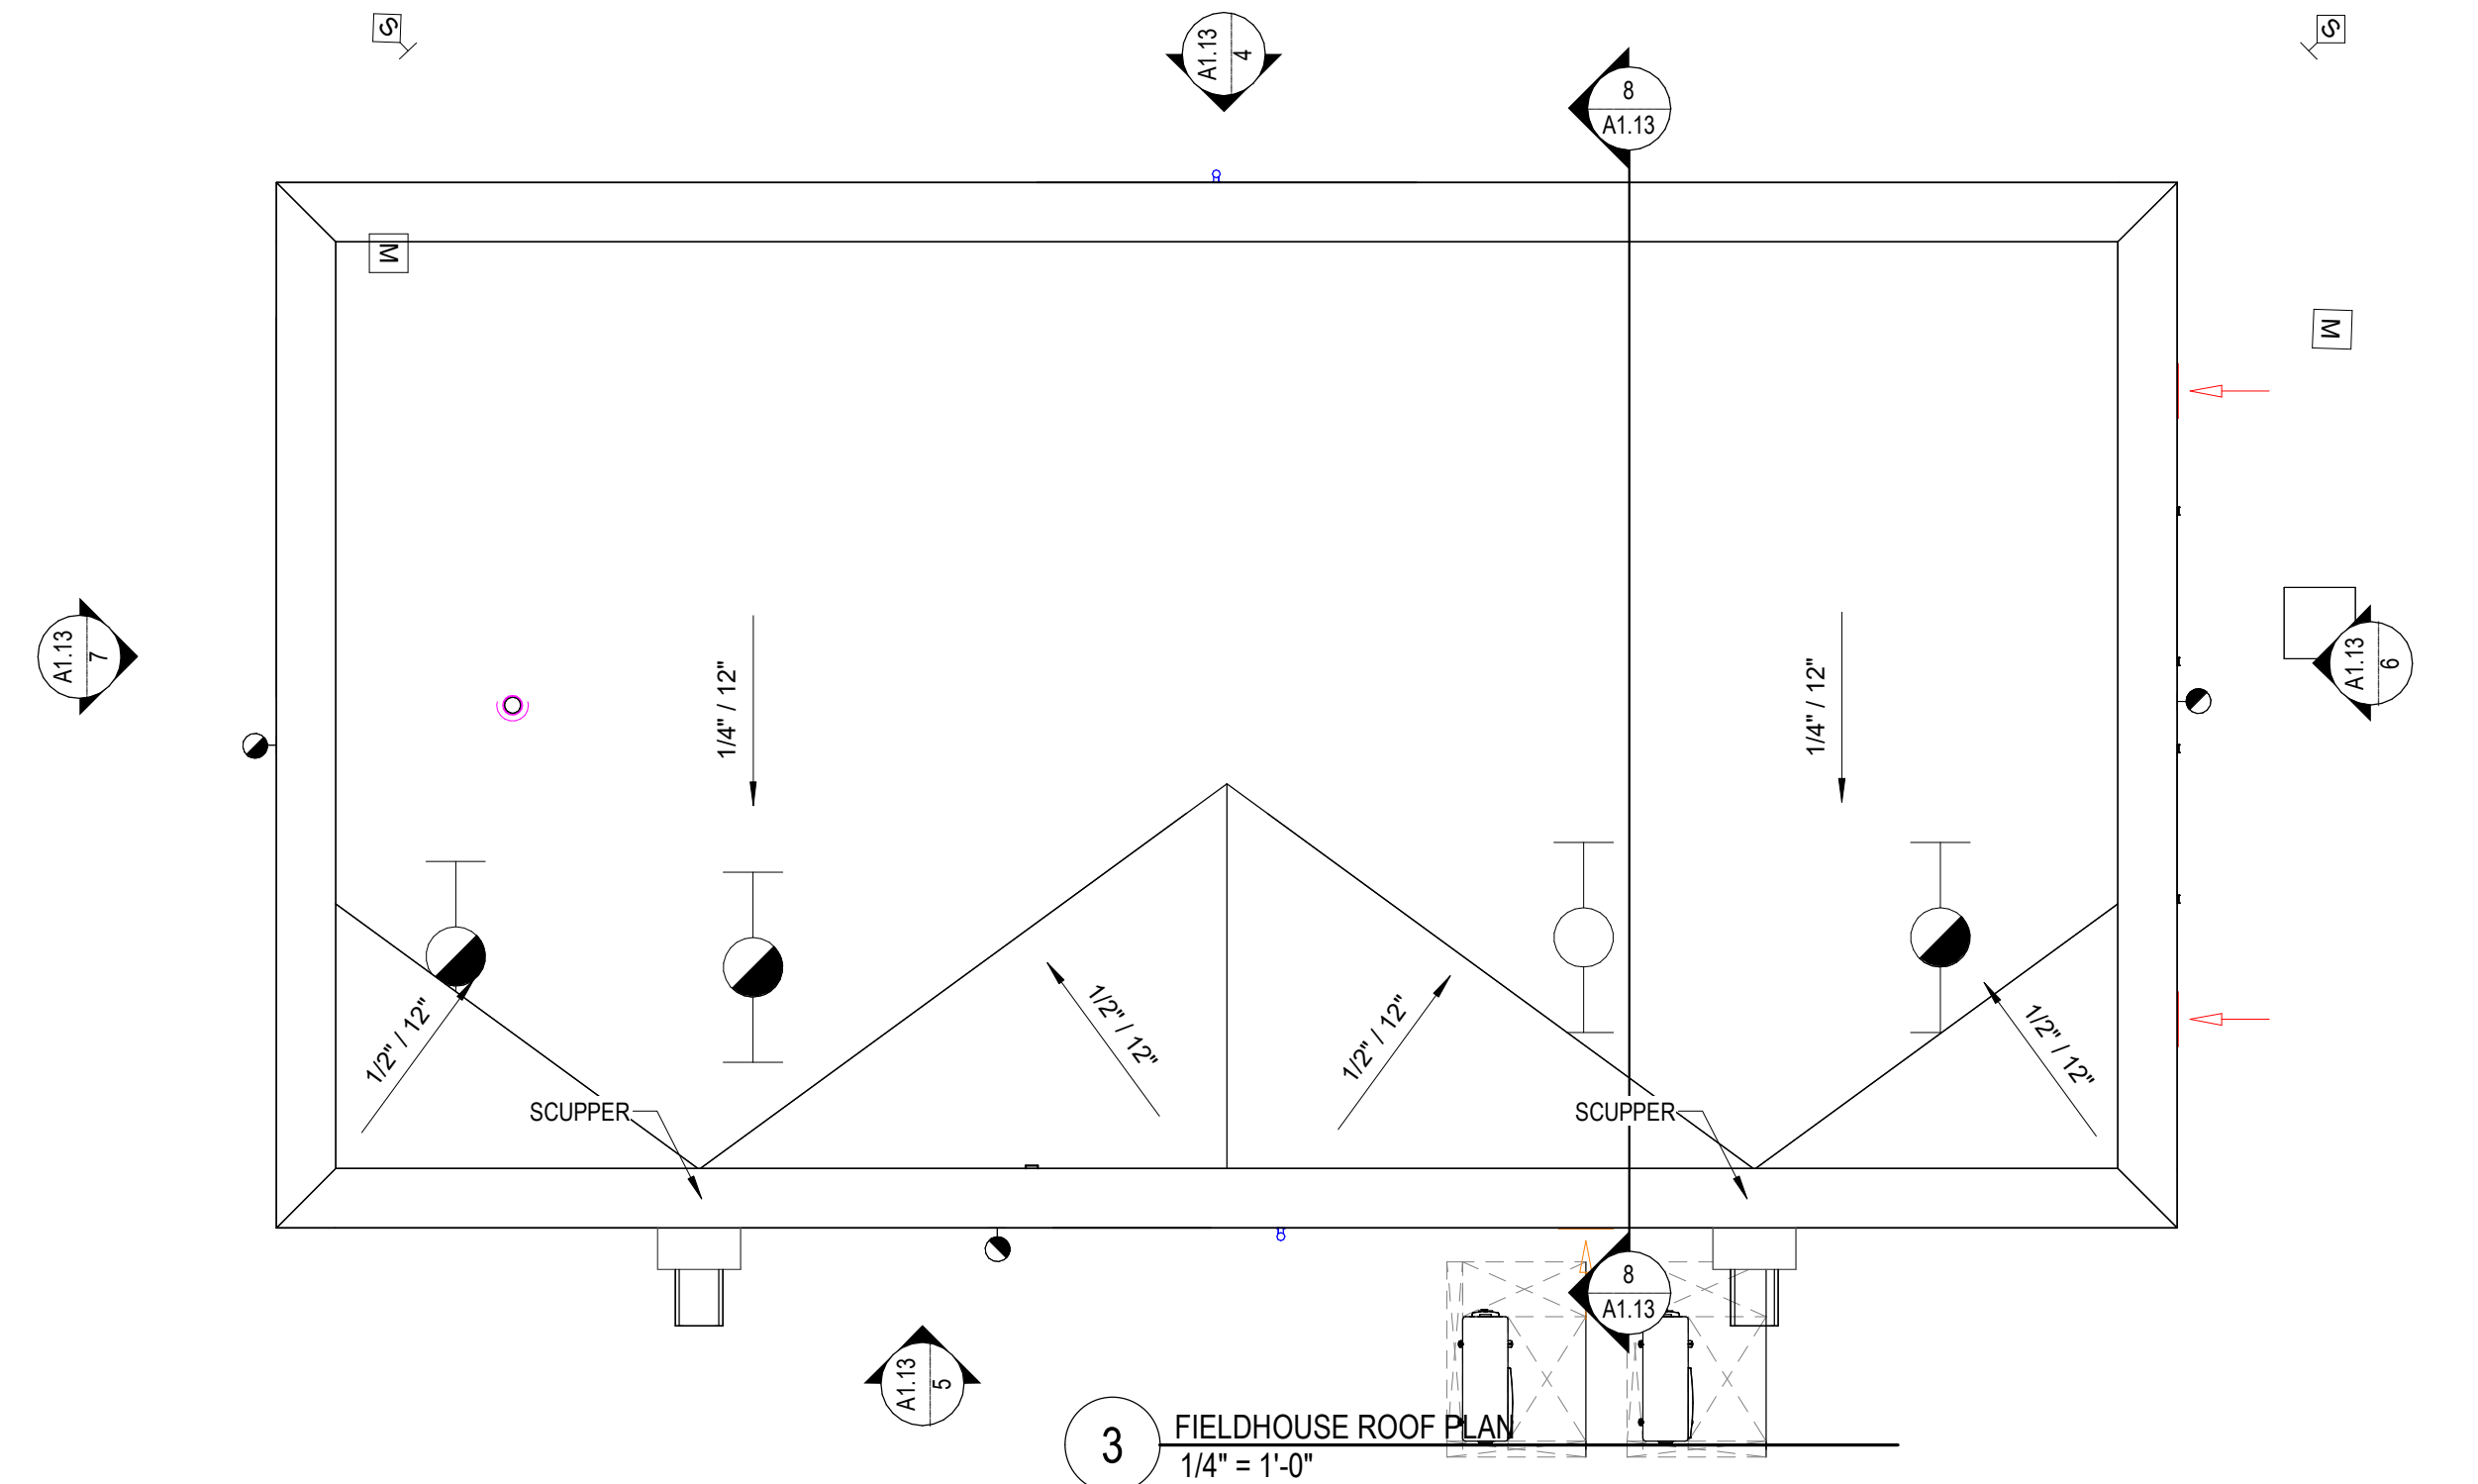 S
A1.13
4
8
A1.13
S
M
M
A1.13
7
1/4" / 12"
1/4" / 12"
A1.13
6
1/2" / 12"
1/2" / 12"
1/2" / 12"
1/2" / 12"
SCUPPER
SCUPPER
8
A1.13
A1.13
5
3
FIELDHOUSE ROOF PLAN
1/4" = 1'-0"